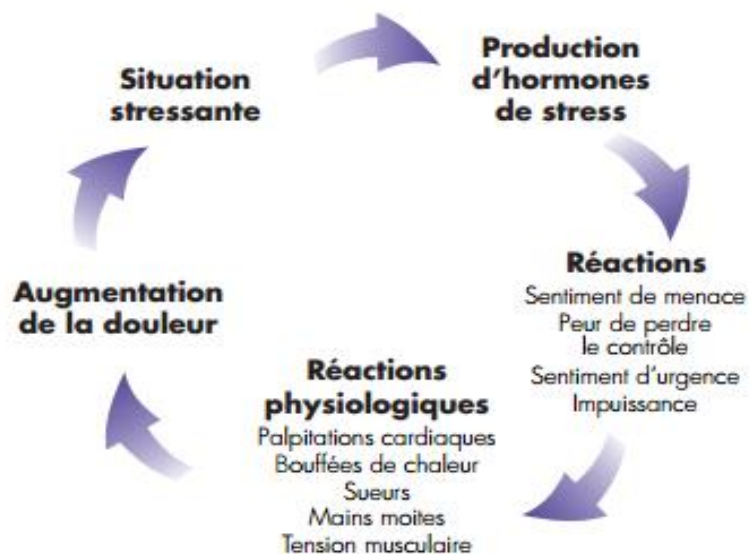 Situation
stressante
Production
d'hormones
de stress
Réactions
Sentiment de menace
Peur de perdre
le contrôle
Sentiment d'urgence
Impuissance
Réactions
physiologiques
Palpitations cardiaques
Bouffées de chaleur
Sueurs
Mains moites
Tension musculaire
Augmentation
de la douleur